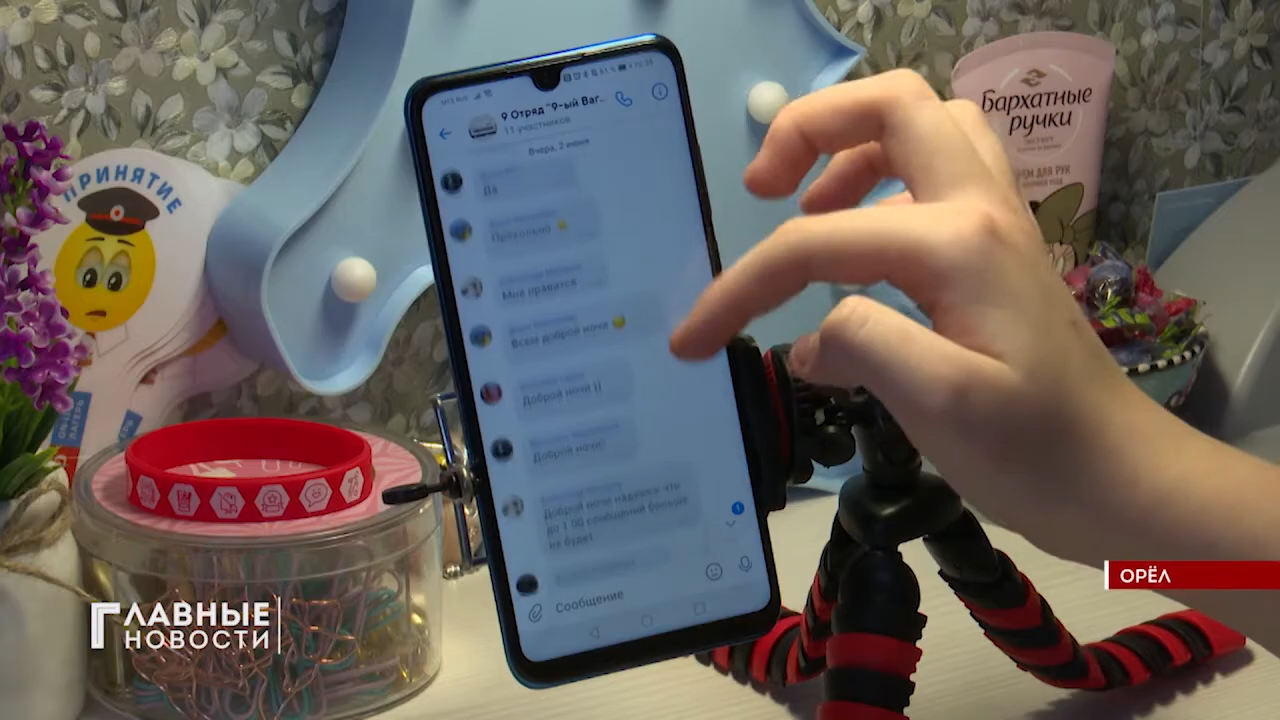 ПРИНЯТИЕ
9 Отряд "9-ый Ваг..
11 участников
Вчера, 2 июня
Да
Прикольно
Мне нравится
Всем доброй ночи
Доброй ночи ))
Доброй ночи!
Доброй ночи надеюсь что
до 1 00 сообщений больше
не будет
Сообщение
Бархатные
ручки
ЛАГЕРЬ
ОРЁЛ
ГЛАВНЫЕ
НОВОСТИ